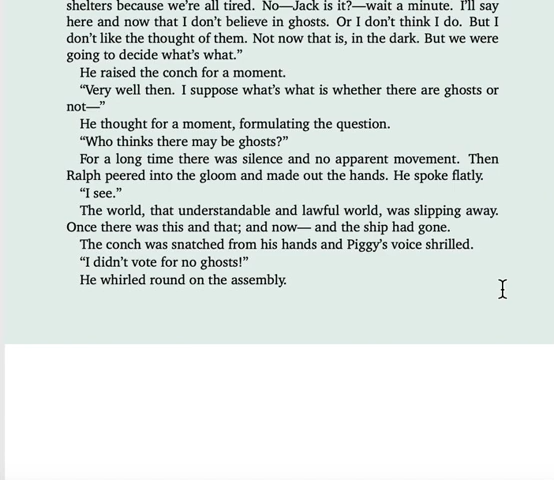 shelters because we're all tired. No—Jack is it?—wait a minute. I'll say
here and now that I don't believe in ghosts. Or I don't think I do. But I
don't like the thought of them. Not now that is, in the dark. But we were
going to decide what's what.”
He raised the conch for a moment.
“Very well then. I suppose what's what is whether there are ghosts or
not—”
He thought for a moment, formulating the question.
“Who thinks there may be ghosts?”
For a long time there was silence and no apparent movement. Then
Ralph peered into the gloom and made out the hands. He spoke flatly.
“I see.”
The world, that understandable and lawful world, was slipping away.
Once there was this and that; and now— and the ship had gone.
The conch was snatched from his hands and Piggy's voice shrilled.
“I didn't vote for no ghosts!”
He whirled round on the assembly.